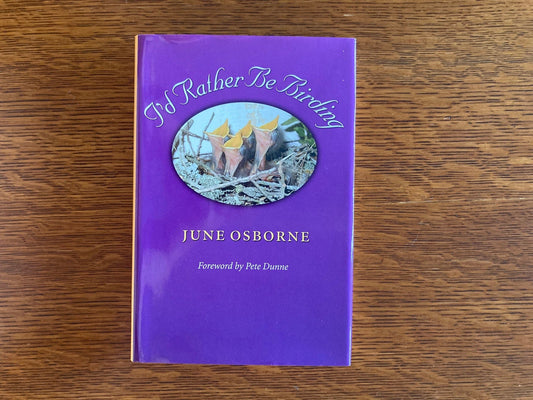 I'd Rather Be Birding
JUNE OSBORNE
Foreword by Pete Dunne